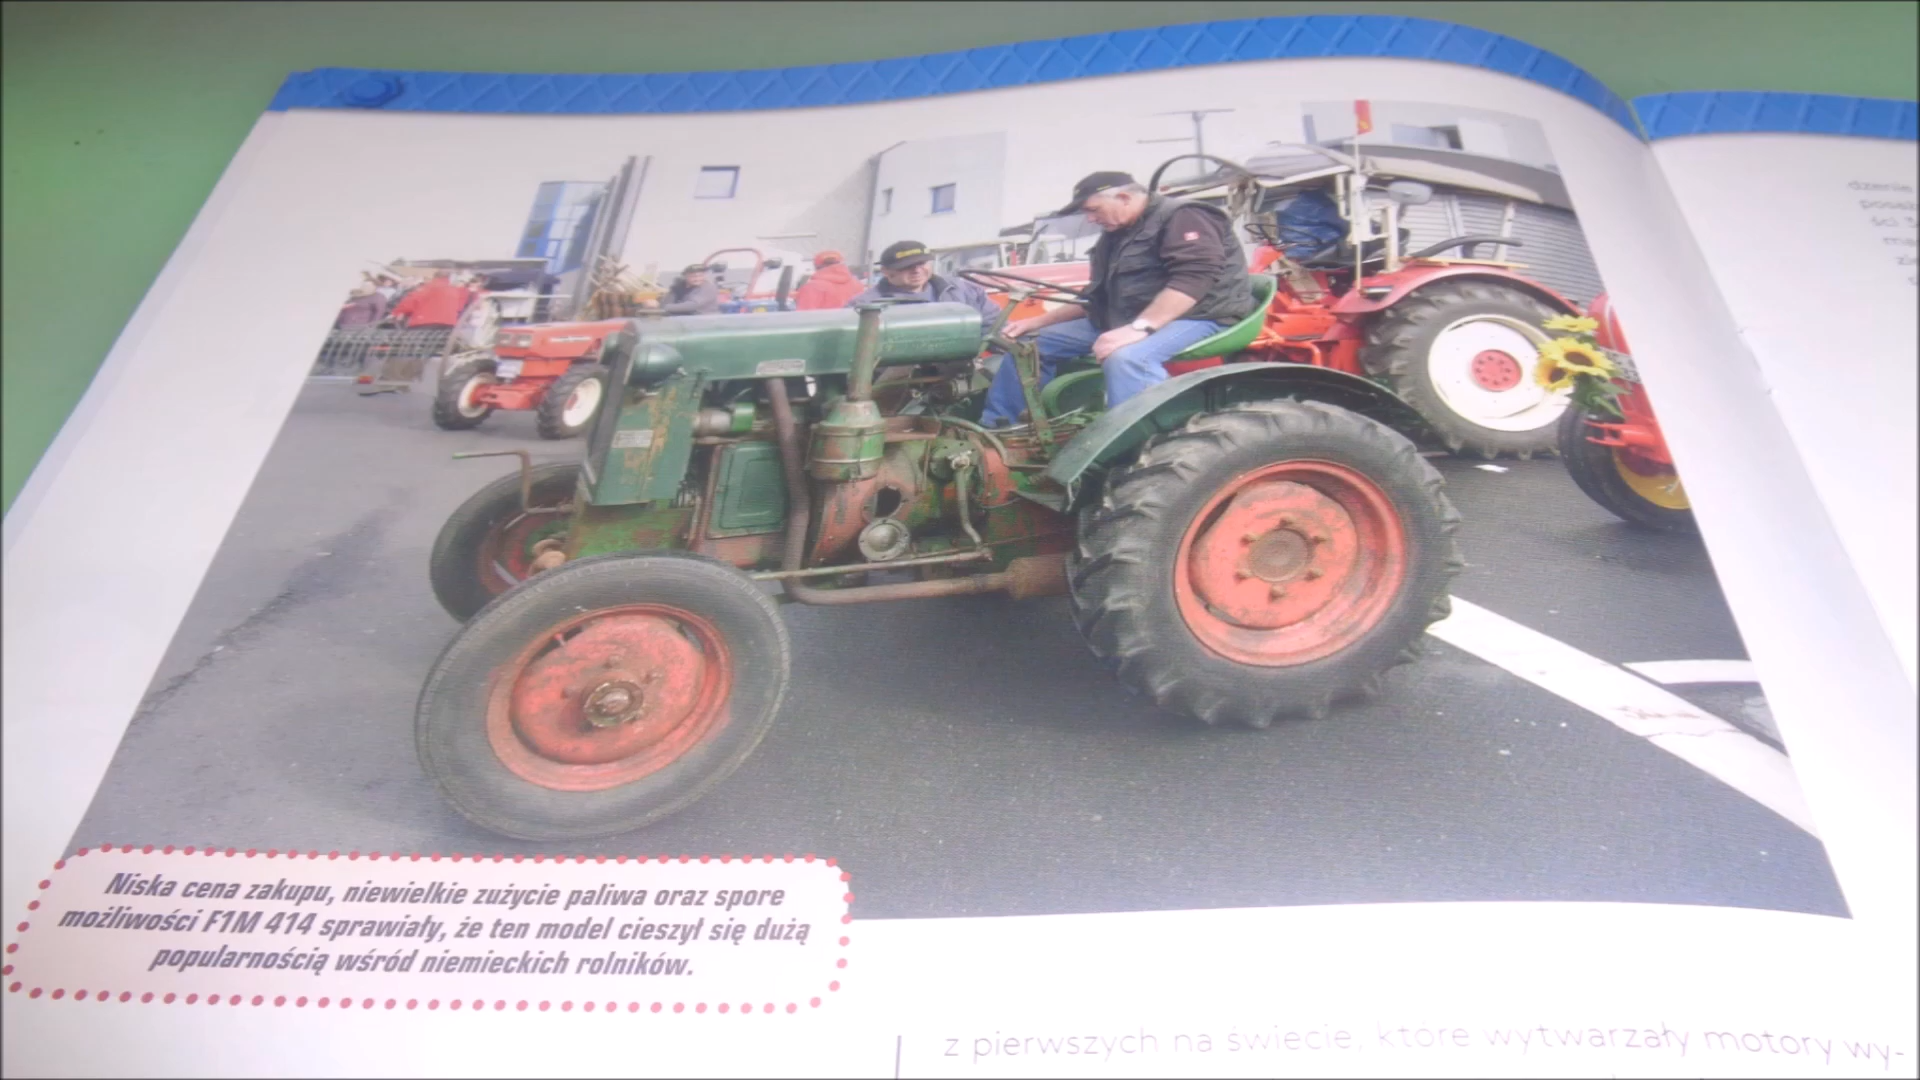 Niska cena zakupu, niewielkie zużycie paliwa oraz spore
możliwości F1M 414 sprawiały, że ten model cieszył się dużą
popularnością wśród niemieckich rolników.
z pierwszych na świecie, które wytwarzały motory wy-